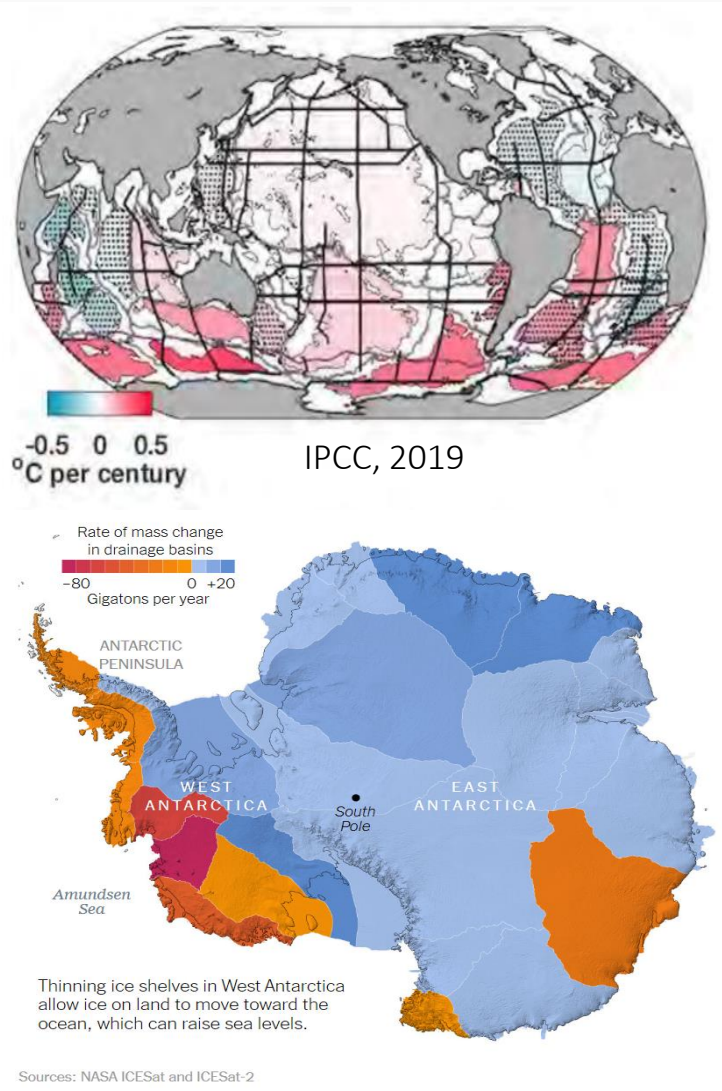 -0.5 0 0.5
°C per century
IPCC, 2019
Rate of mass change
in drainage basins
−80 0 +20
Gigatons per year
ANTARCTIC
PENINSULA
WEST
ANTARCTICA
EAST
ANTARCTICA
South
Pole
Amundsen
Sea
Thinning ice shelves in West Antarctica
allow ice on land to move toward the
ocean, which can raise sea levels.
Sources: NASA ICESat and ICESat-2